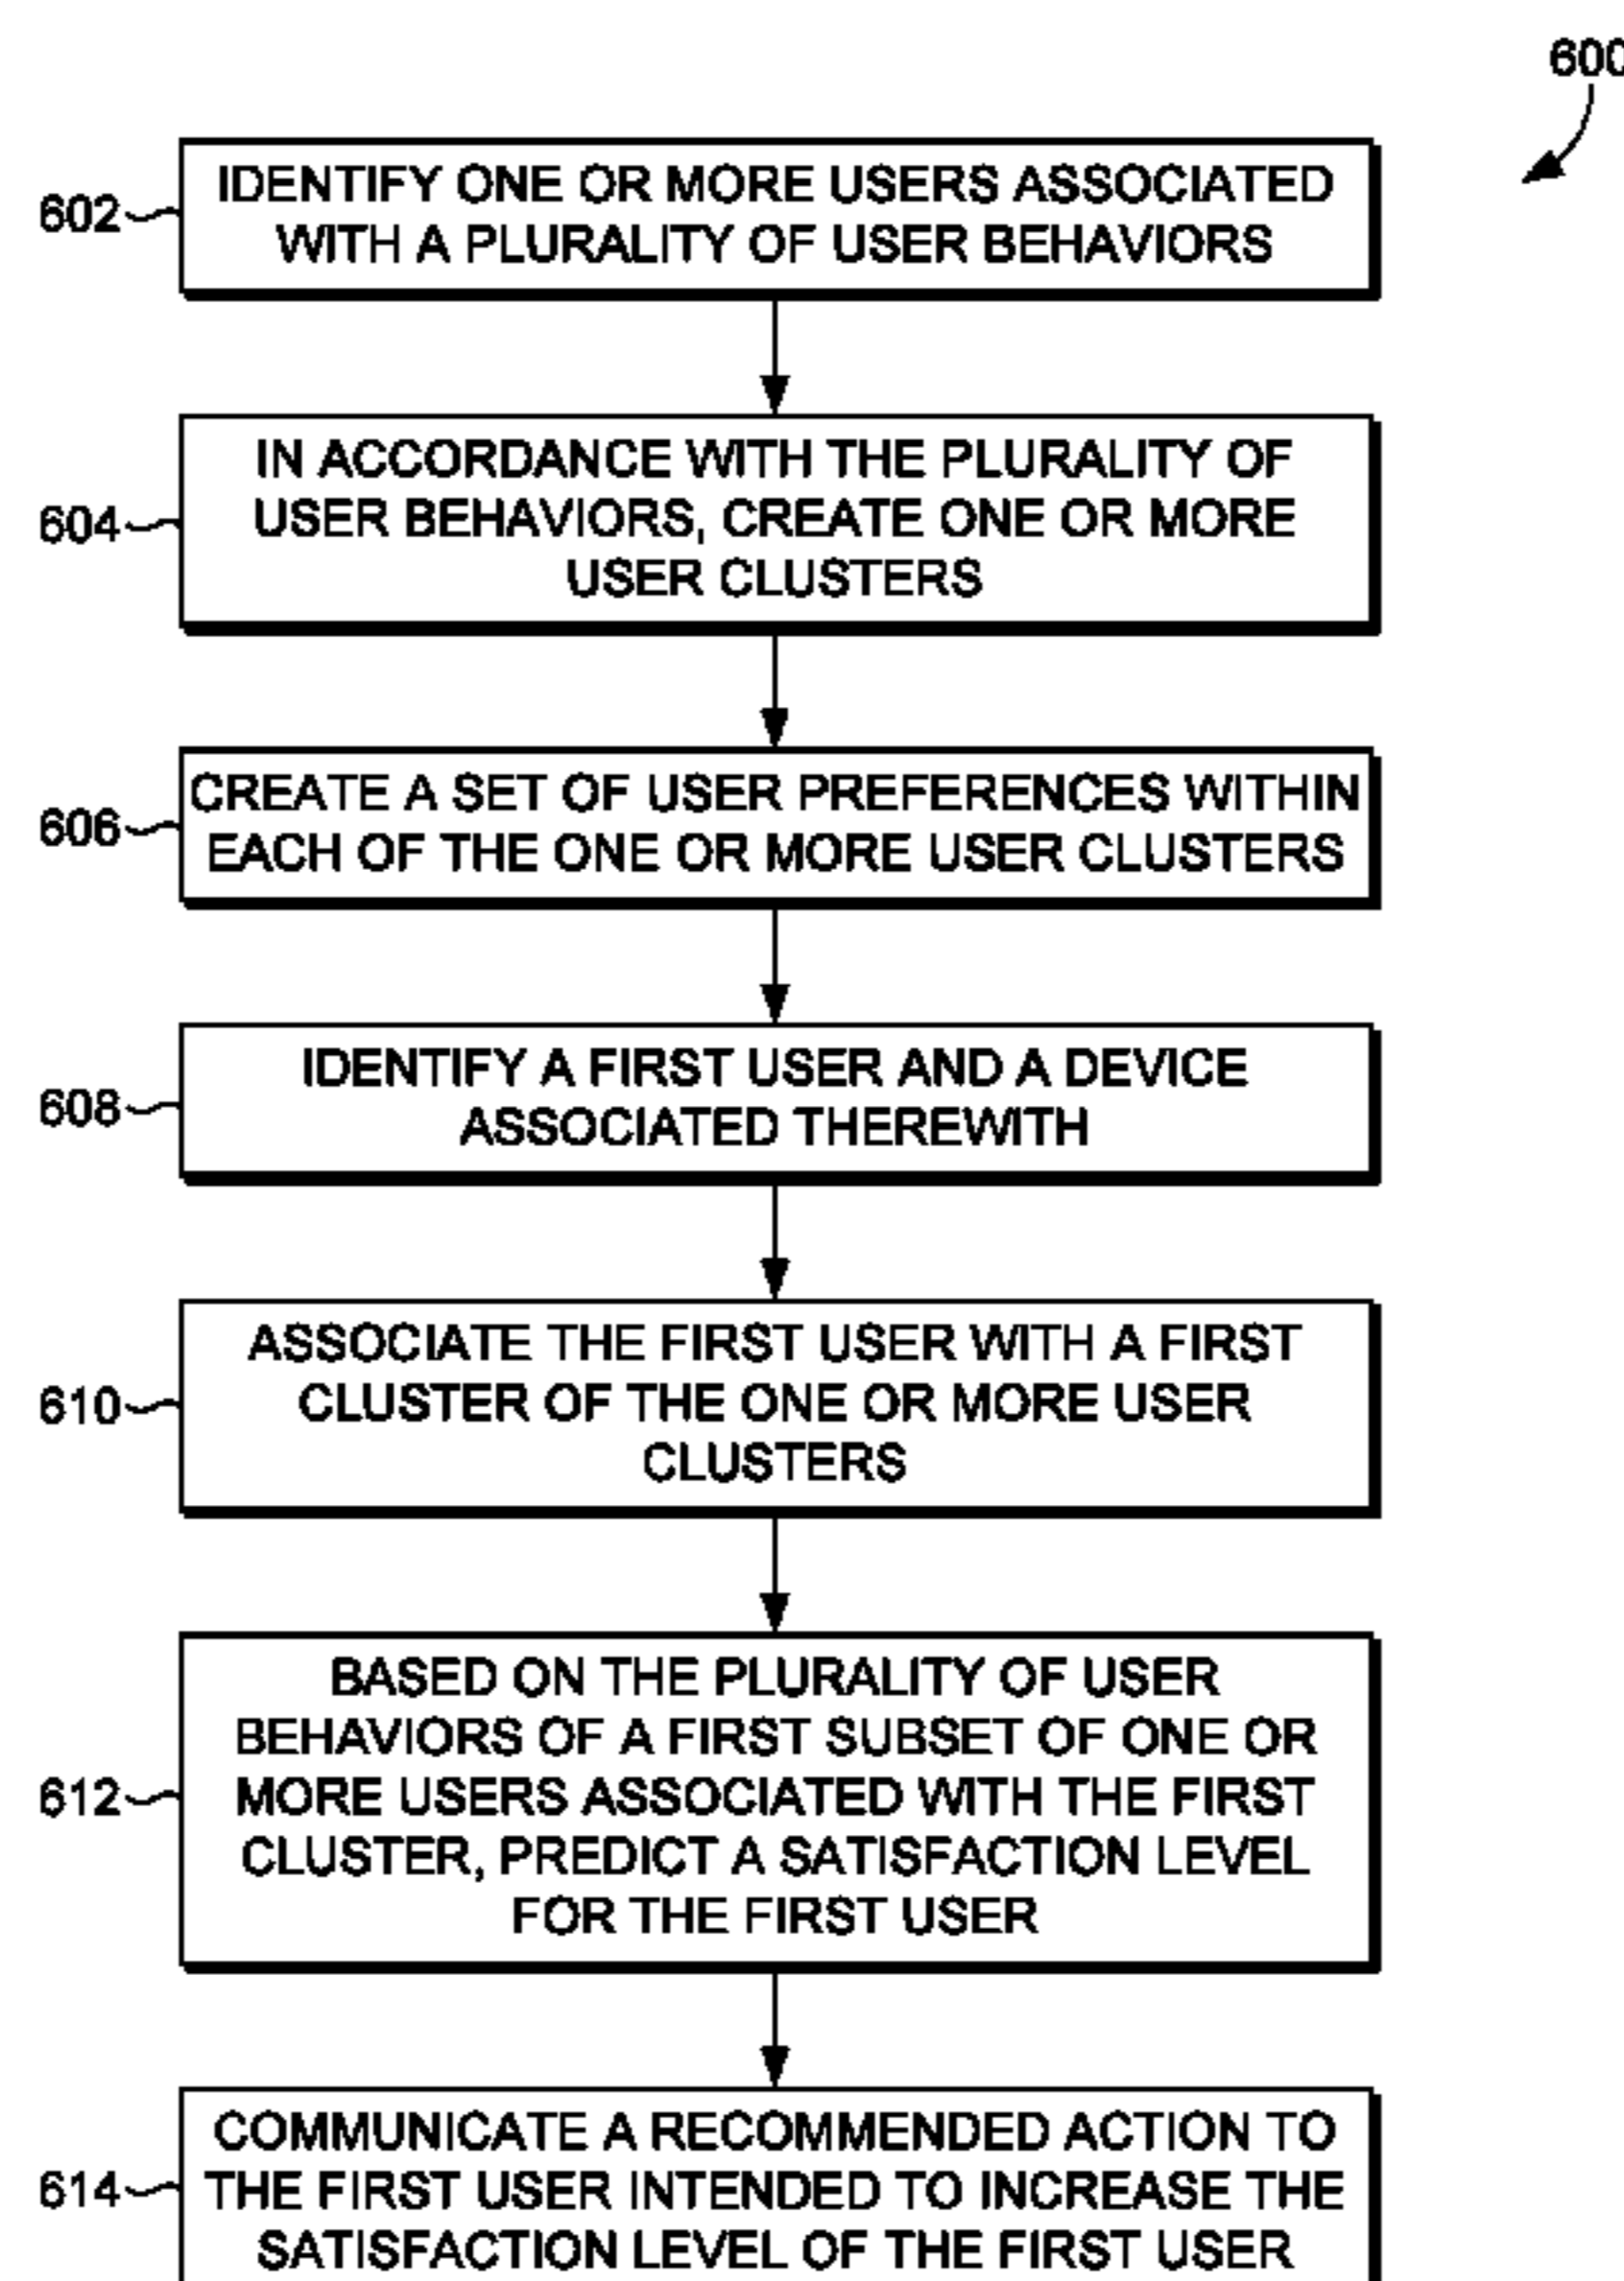 600
602
IDENTIFY ONE OR MORE USERS ASSOCIATED
WITH A PLURALITY OF USER BEHAVIORS
604
IN ACCORDANCE WITH THE PLURALITY OF
USER BEHAVIORS, CREATE ONE OR MORE
USER CLUSTERS
606
CREATE A SET OF USER PREFERENCES WITHIN
EACH OF THE ONE OR MORE USER CLUSTERS
608
IDENTIFY A FIRST USER AND A DEVICE
ASSOCIATED THEREWITH
610
ASSOCIATE THE FIRST USER WITH A FIRST
CLUSTER OF THE ONE OR MORE USER
CLUSTERS
612
BASED ON THE PLURALITY OF USER
BEHAVIORS OF A FIRST SUBSET OF ONE OR
MORE USERS ASSOCIATED WITH THE FIRST
CLUSTER, PREDICT A SATISFACTION LEVEL
FOR THE FIRST USER
614
COMMUNICATE A RECOMMENDED ACTION TO
THE FIRST USER INTENDED TO INCREASE THE
SATISFACTION LEVEL OF THE FIRST USER